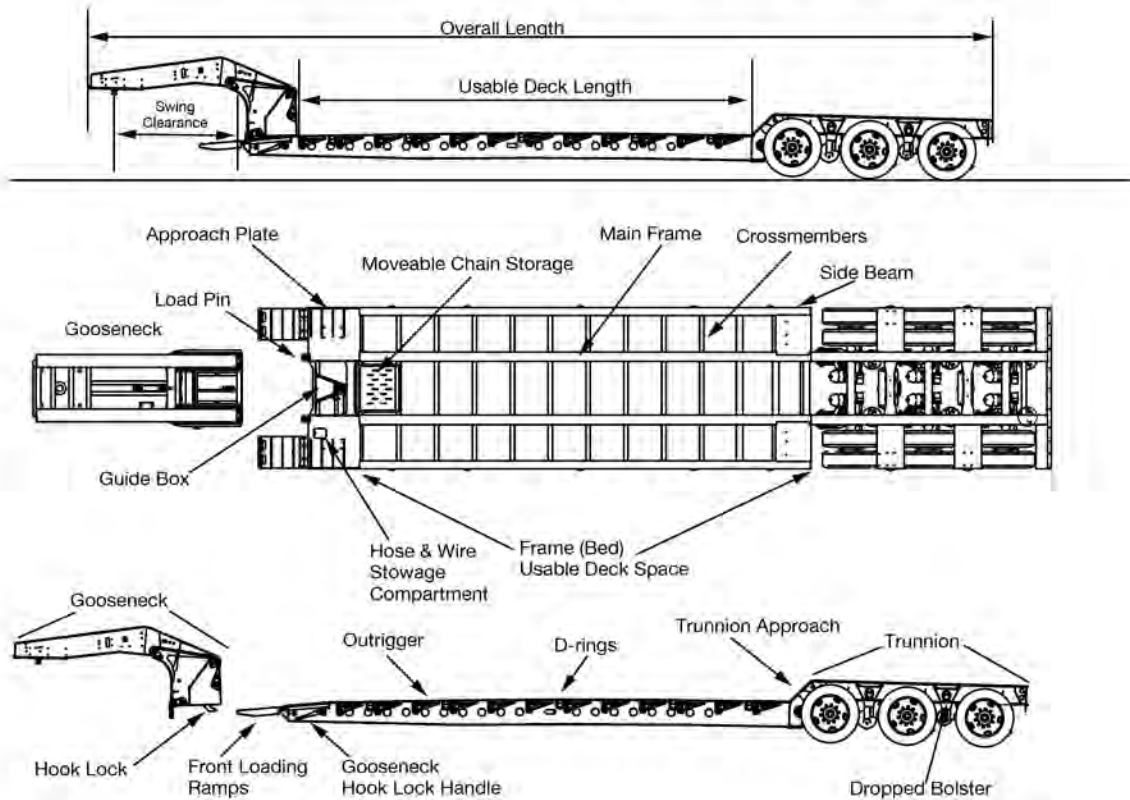 Overall Length
Usable Deck Length
Swing
Clearance
Approach Plate
Main Frame
Crossmembers
Moveable Chain Storage
Side Beam
Load Pin
Gooseneck
Guide Box
Hose & Wire
Stowage
Compartment
Frame (Bed)
Usable Deck Space
Gooseneck
Outrigger
D-rings
Trunnion Approach
Trunnion
Hook Lock
Front Loading
Ramps
Gooseneck
Hook Lock Handle
Dropped Bolster